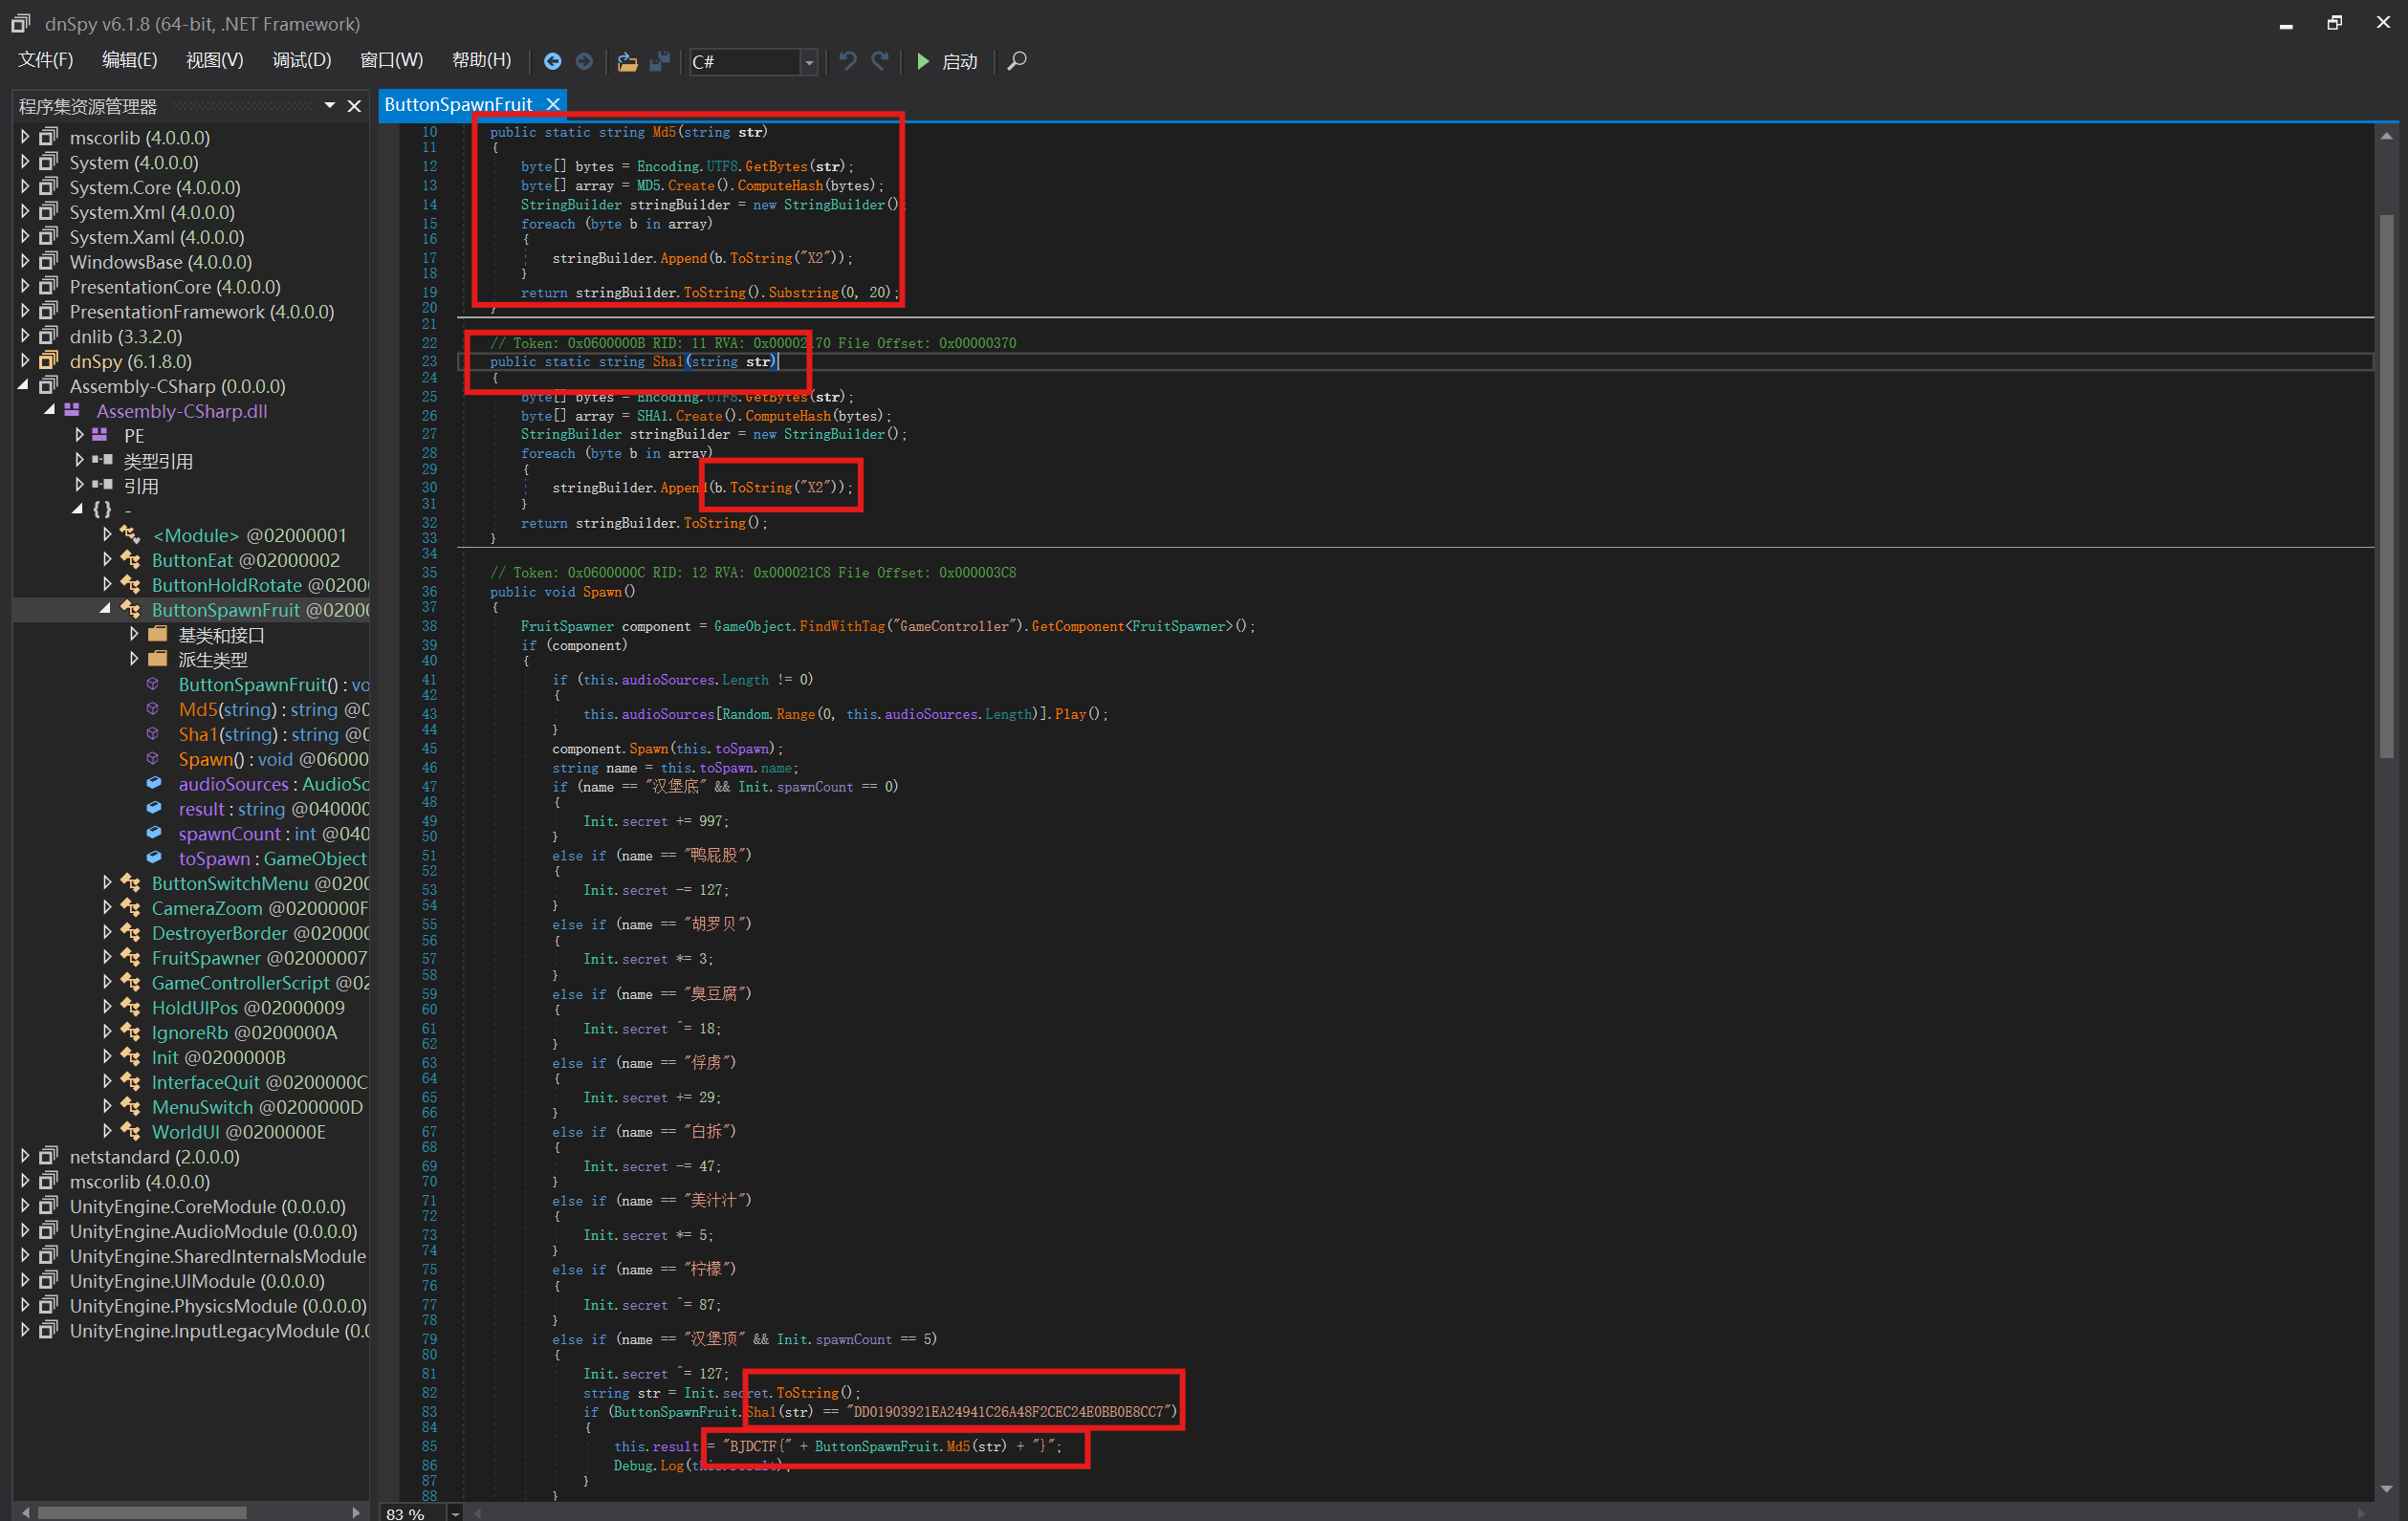 dnSpy v6.1.8 (64-bit, .NET Framework)
文件(F) 编辑(E) 视图(V) 调试(D) 窗口(W) 帮助(H) C# 启动
程序集资源管理器
mscorlib (4.0.0.0)
System (4.0.0.0)
System.Core (4.0.0.0)
System.Xml (4.0.0.0)
System.Xaml (4.0.0.0)
WindowsBase (4.0.0.0)
PresentationCore (4.0.0.0)
PresentationFramework (4.0.0.0)
dnlib (3.3.2.0)
dnSpy (6.1.8.0)
Assembly-CSharp (0.0.0.0)
Assembly-CSharp.dll
PE
类型引用
引用
{ } -
<Module> @02000001
ButtonEat @02000002
ButtonHoldRotate @0200
ButtonSpawnFruit @0200
基类和接口
派生类型
ButtonSpawnFruit() : vo
Md5(string) : string @0
Sha1(string) : string @0
Spawn() : void @06000
audioSources : AudioSo
result : string @040000
spawnCount : int @040
toSpawn : GameObject
ButtonSwitchMenu @0200
CameraZoom @0200000F
DestroyerBorder @020000
FruitSpawner @02000007
GameControllerScript @02
HoldUIPos @02000009
IgnoreRb @0200000A
Init @0200000B
InterfaceQuit @0200000C
MenuSwitch @0200000D
WorldUI @0200000E
netstandard (2.0.0.0)
mscorlib (4.0.0.0)
UnityEngine.CoreModule (0.0.0.0)
UnityEngine.AudioModule (0.0.0.0)
UnityEngine.SharedInternalsModule
UnityEngine.UIModule (0.0.0.0)
UnityEngine.PhysicsModule (0.0.0.0)
UnityEngine.InputLegacyModule (0.0
ButtonSpawnFruit
10 public static string Md5(string str)
11 {
12 byte[] bytes = Encoding.UTF8.GetBytes(str);
13 byte[] array = MD5.Create().ComputeHash(bytes);
14 StringBuilder stringBuilder = new StringBuilder()
15 foreach (byte b in array)
16 {
17 stringBuilder.Append(b.ToString("X2"));
18 }
19 return stringBuilder.ToString().Substring(0, 20);
20 }
21
22 // Token: 0x0600000B RID: 11 RVA: 0x00002170 File Offset: 0x00000370
23 public static string Sha1(string str)
24 {
25 byte[] bytes = Encoding.UTF8.GetBytes(str);
26 byte[] array = SHA1.Create().ComputeHash(bytes);
27 StringBuilder stringBuilder = new StringBuilder();
28 foreach (byte b in array)
29 {
30 stringBuilder.Append(b.ToString("X2"));
31 }
32 return stringBuilder.ToString();
33 }
34
35 // Token: 0x0600000C RID: 12 RVA: 0x000021C8 File Offset: 0x000003C8
36 public void Spawn()
37 {
38 FruitSpawner component = GameObject.FindWithTag("GameController").GetComponent<FruitSpawner>();
39 if (component)
40 {
41 if (this.audioSources.Length != 0)
42 {
43 this.audioSources[Random.Range(0, this.audioSources.Length)].Play();
44 }
45 component.Spawn(this.toSpawn);
46 string name = this.toSpawn.name;
47 if (name == "汉堡底" && Init.spawnCount == 0)
48 {
49 Init.secret += 997;
50 }
51 else if (name == "鸭屁股")
52 {
53 Init.secret -= 127;
54 }
55 else if (name == "胡罗贝")
56 {
57 Init.secret *= 3;
58 }
59 else if (name == "臭豆腐")
60 {
61 Init.secret ^= 18;
62 }
63 else if (name == "俘虏")
64 {
65 Init.secret += 29;
66 }
67 else if (name == "白拆")
68 {
69 Init.secret -= 47;
70 }
71 else if (name == "美汁汁")
72 {
73 Init.secret *= 5;
74 }
75 else if (name == "柠檬")
76 {
77 Init.secret ^= 87;
78 }
79 else if (name == "汉堡顶" && Init.spawnCount == 5)
80 {
81 Init.secret ^= 127;
82 string str = Init.secret.ToString();
83 if (ButtonSpawnFruit.Sha1(str) == "DD01903921EA24941C26A48F2CEC24E0BB0E8CC7")
84 {
85 this.result = "BJDCTF{" + ButtonSpawnFruit.Md5(str) + "}";
86 Debug.Log(this.result);
87 }
88 }
83 %